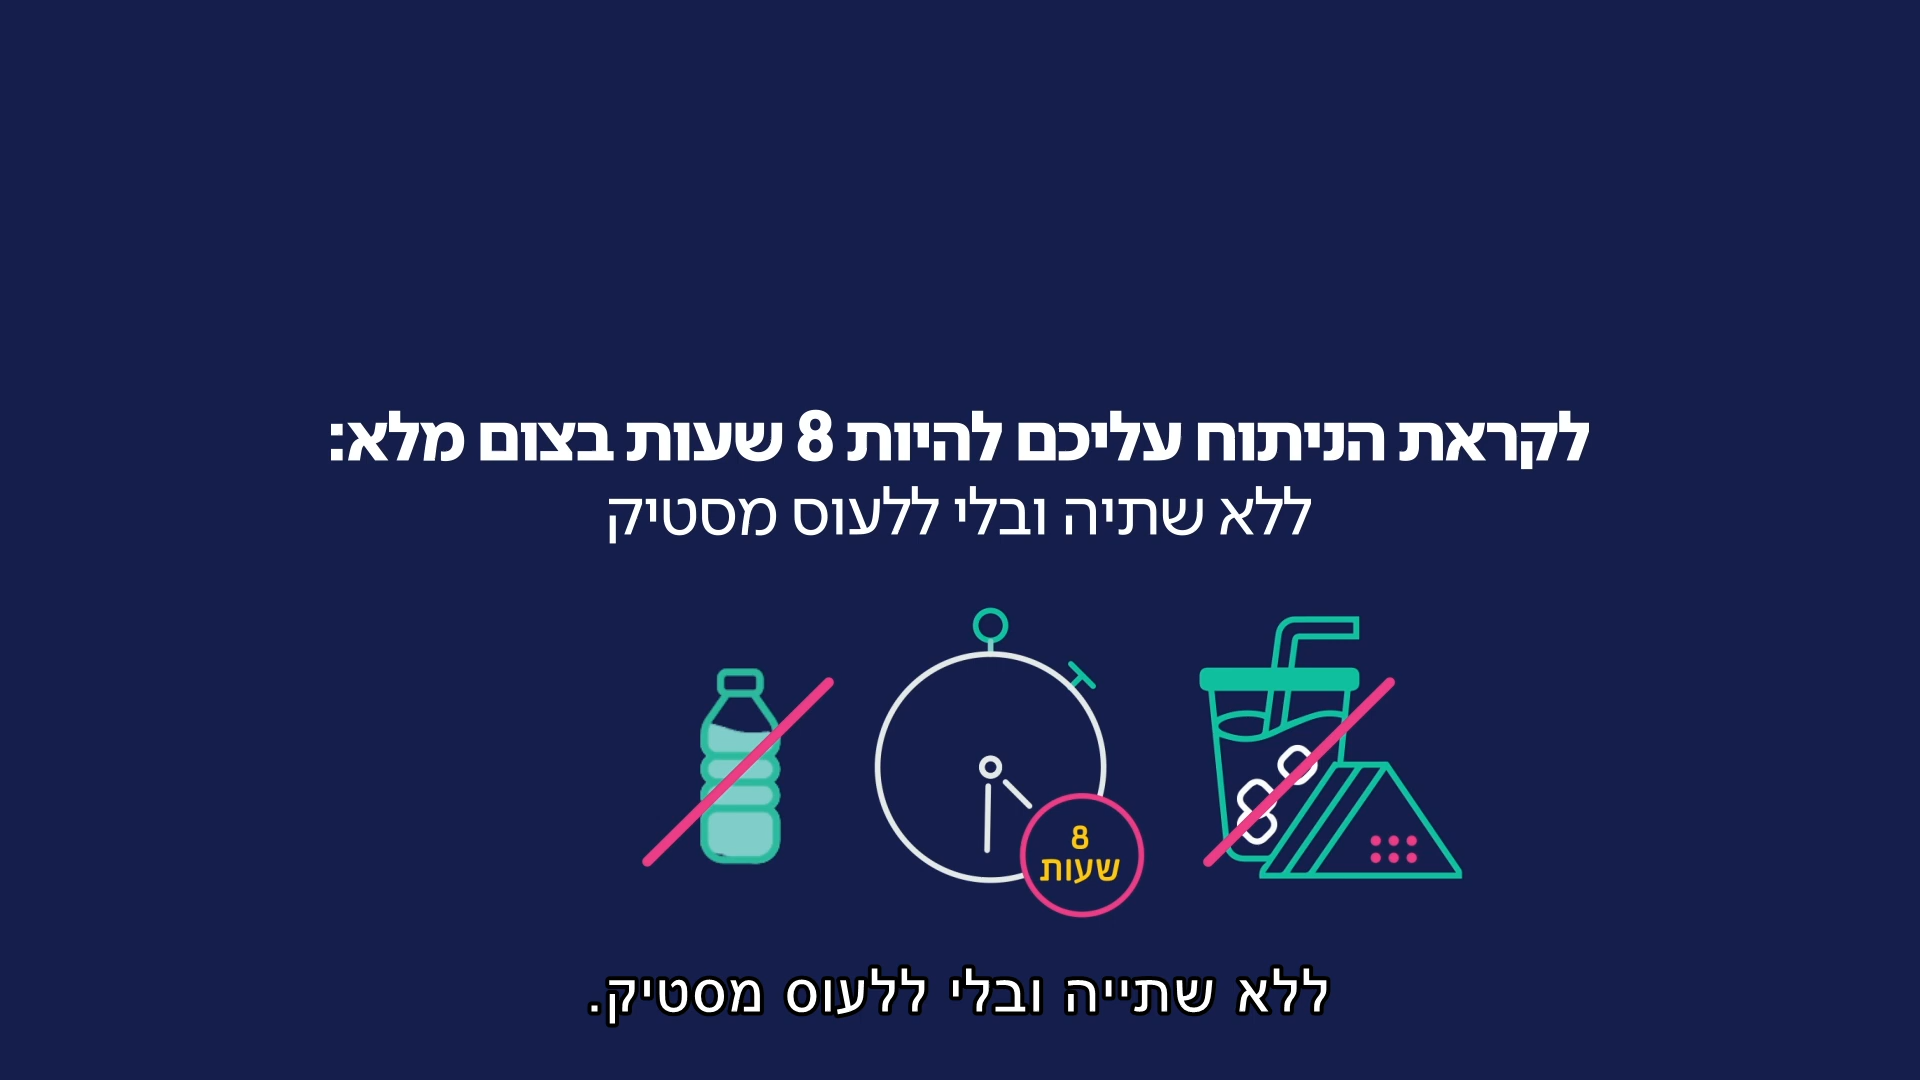 לקראת הניתוח עליכם להיות 8 שעות בצום מלא:
ללא שתיה ובלי ללעוס מסטיק
8
שעות
ללא שתייה ובלי ללעוס מסטיק.